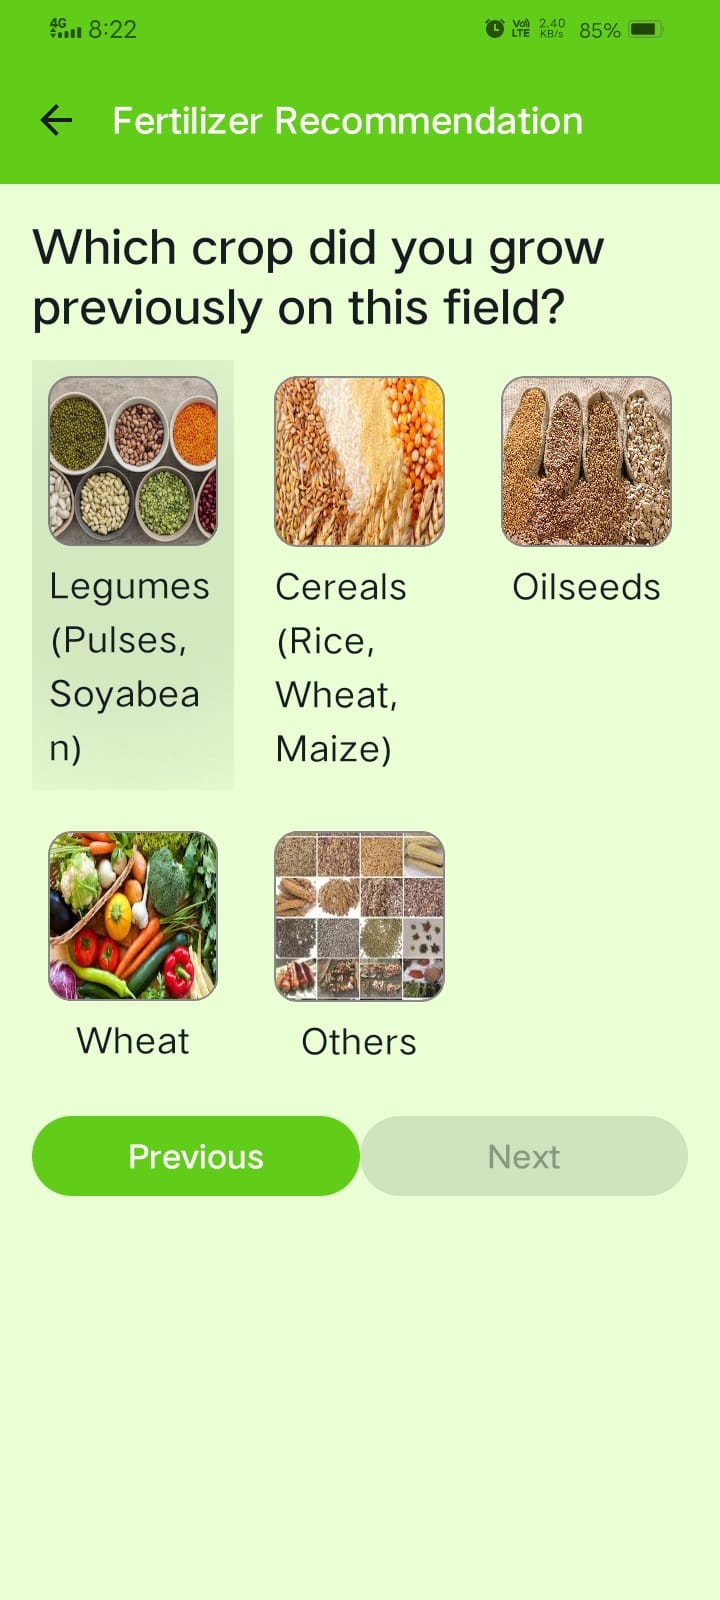 4G 8:22 Vo) LTE 2.40 KB/s 85%
Fertilizer Recommendation
Which crop did you grow
previously on this field?
Legumes
(Pulses,
Soyabea
n)
Cereals
(Rice,
Wheat,
Maize)
Oilseeds
Wheat
Others
Previous
Next